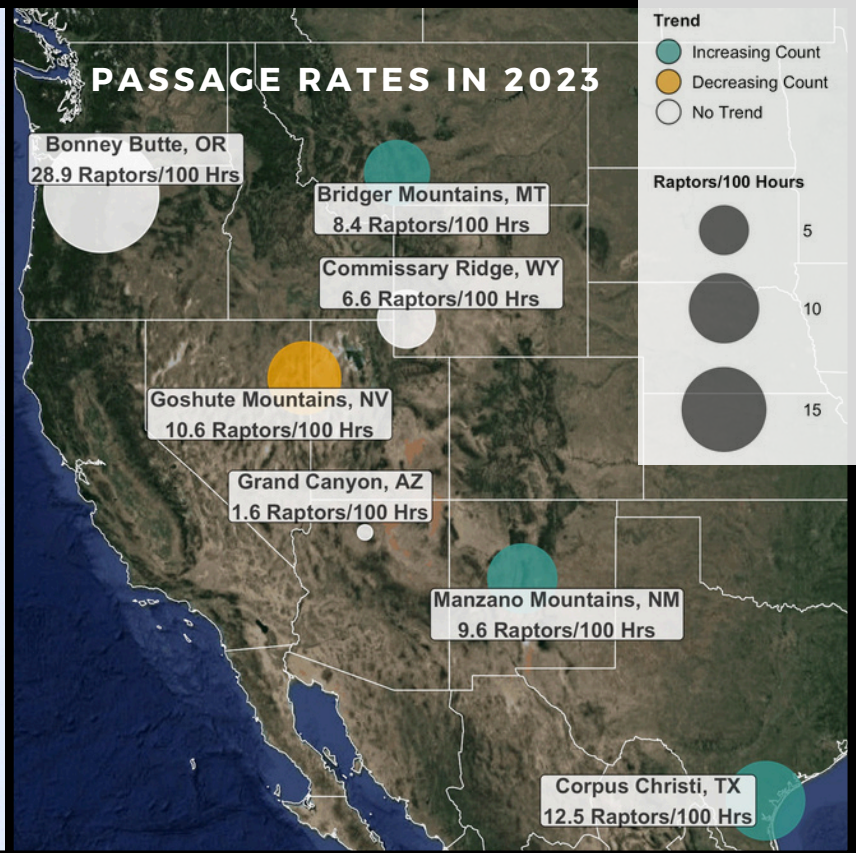 PASSAGE RATES IN 2023
Trend
Increasing Count
Decreasing Count
No Trend
Raptors/100 Hours
5
10
15
Bonney Butte, OR
28.9 Raptors/100 Hrs
Bridger Mountains, MT
8.4 Raptors/100 Hrs
Commissary Ridge, WY
6.6 Raptors/100 Hrs
Goshute Mountains, NV
10.6 Raptors/100 Hrs
Grand Canyon, AZ
1.6 Raptors/100 Hrs
Manzano Mountains, NM
9.6 Raptors/100 Hrs
Corpus Christi, TX
12.5 Raptors/100 Hrs